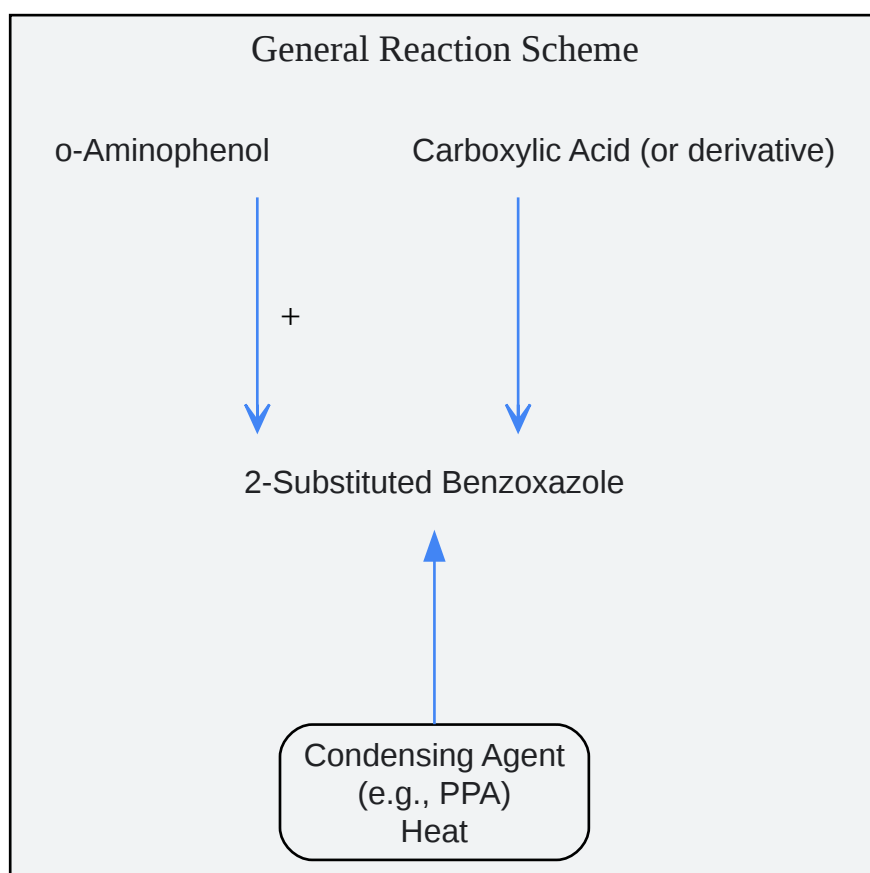 General Reaction Scheme
o-Aminophenol
Carboxylic Acid (or derivative)
+
2-Substituted Benzoxazole
Condensing Agent
(e.g., PPA)
Heat